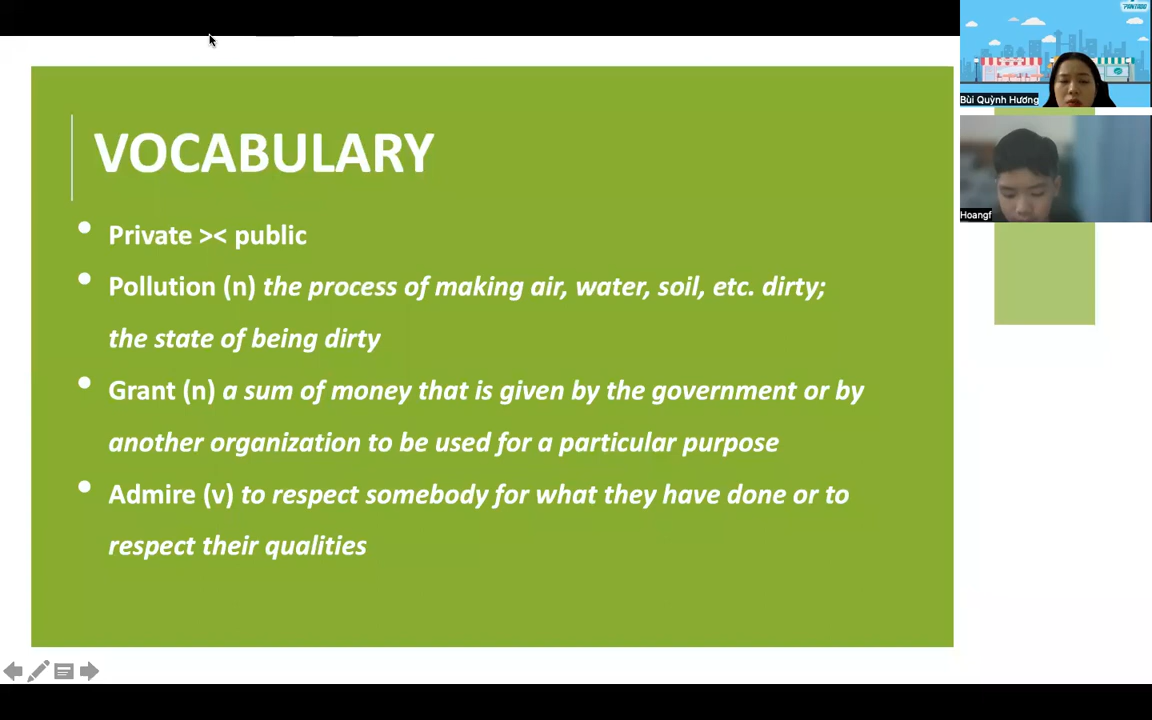 VOCABULARY
• Private >< public
• Pollution (n) the process of making air, water, soil, etc. dirty;
the state of being dirty
• Grant (n) a sum of money that is given by the government or by
another organization to be used for a particular purpose
• Admire (v) to respect somebody for what they have done or to
respect their qualities
PANTADO
Bùi Quỳnh Hương
Hoangf